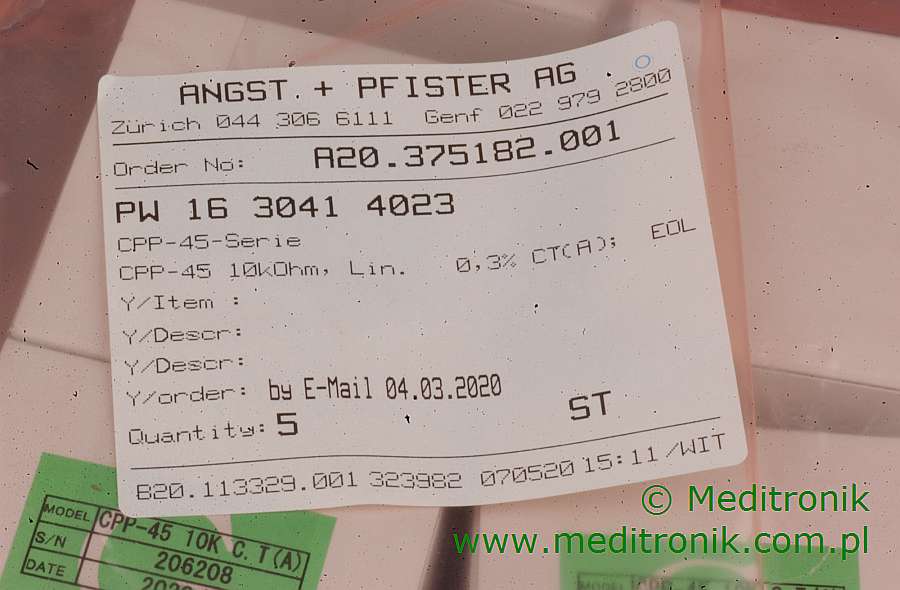 ANGST. + PFISTER AG
Zürich 044 306 6111 Genf 022 979 2800
Order No: A20.375182.001
PW 16 3041 4023
CPP-45-Serie
CPP-45 10kOhm, Lin. 0,3% CT(A); EOL
Y/Item :
Y/Descr:
Y/Descr:
Y/order: by E-Mail 04.03.2020
Quantity: 5 ST
B20.113329.001 323982 070520 15:11 /WIT
© Meditronik
www.meditronik.com.pl
MODEL CPP-45 10K C.T(A)
S/N 206208
DATE